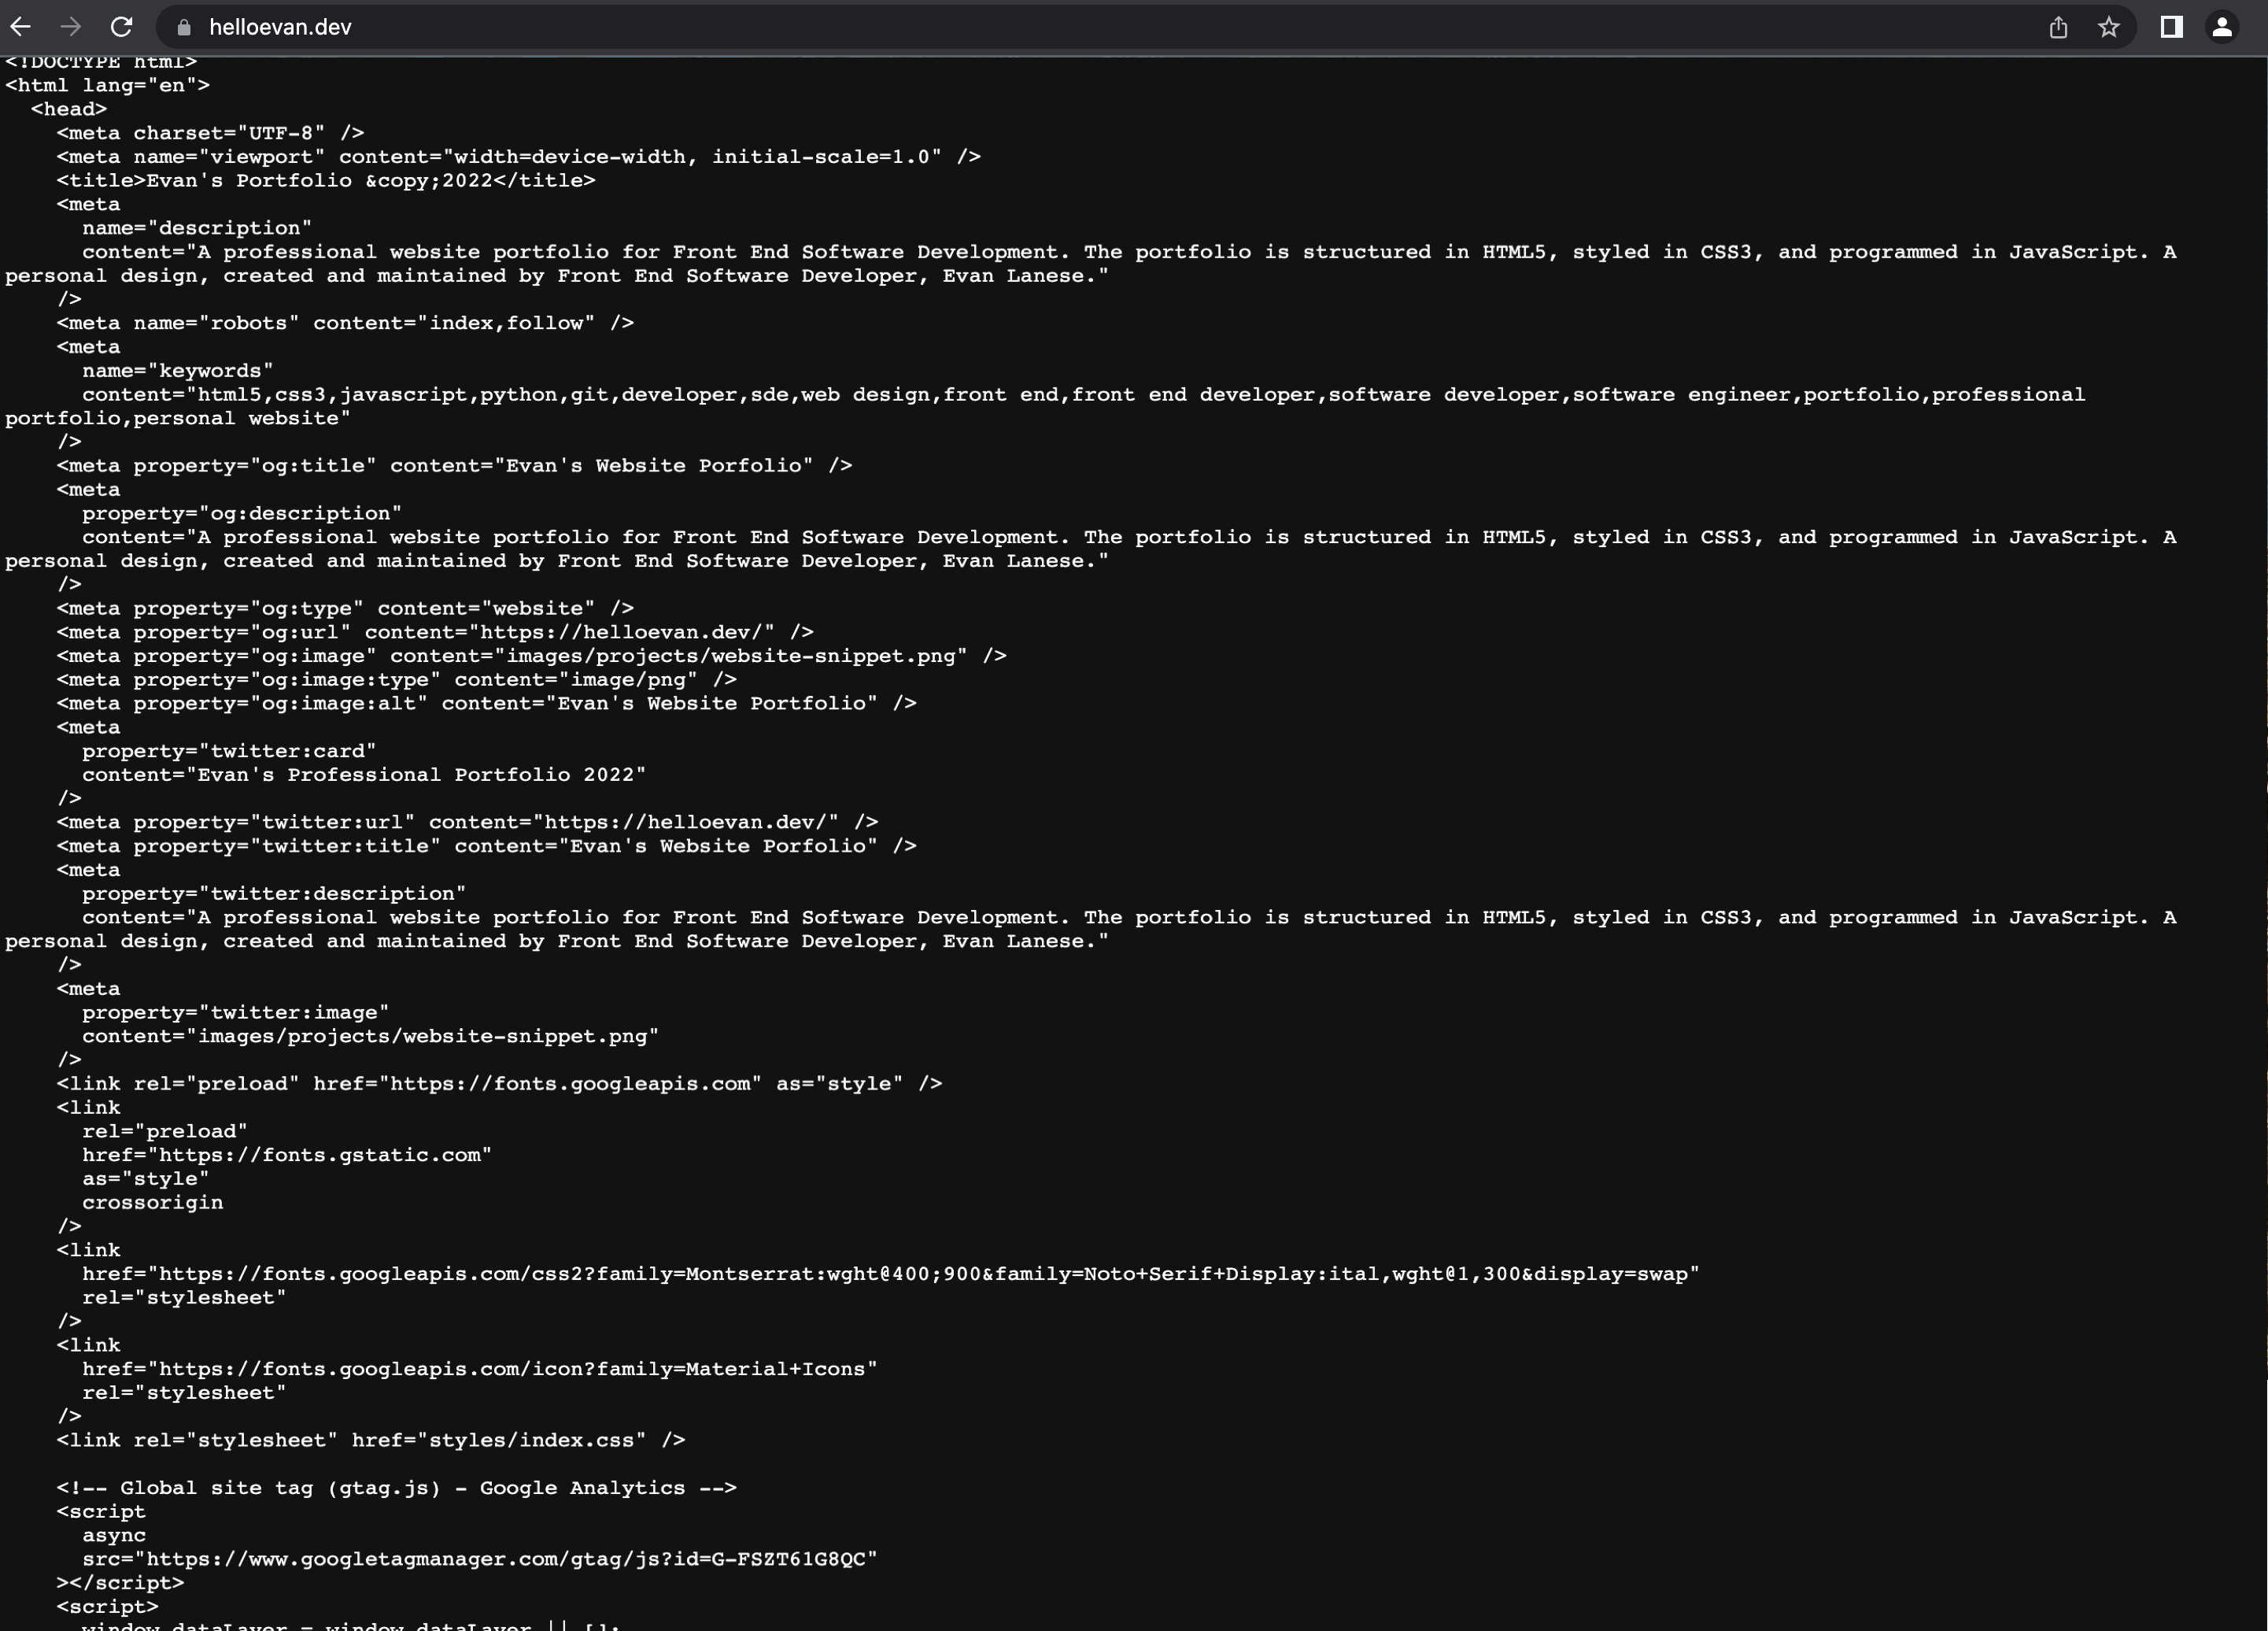 helloevan.dev
<!DOCTYPE html>
<html lang="en">
  <head>
    <meta charset="UTF-8" />
    <meta name="viewport" content="width=device-width, initial-scale=1.0" />
    <title>Evan's Portfolio &copy;2022</title>
    <meta
      name="description"
      content="A professional website portfolio for Front End Software Development. The portfolio is structured in HTML5, styled in CSS3, and programmed in JavaScript. A
personal design, created and maintained by Front End Software Developer, Evan Lanese."
    />
    <meta name="robots" content="index,follow" />
    <meta
      name="keywords"
      content="html5,css3,javascript,python,git,developer,sde,web design,front end,front end developer,software developer,software engineer,portfolio,professional
portfolio,personal website"
    />
    <meta property="og:title" content="Evan's Website Porfolio" />
    <meta
      property="og:description"
      content="A professional website portfolio for Front End Software Development. The portfolio is structured in HTML5, styled in CSS3, and programmed in JavaScript. A
personal design, created and maintained by Front End Software Developer, Evan Lanese."
    />
    <meta property="og:type" content="website" />
    <meta property="og:url" content="https://helloevan.dev/" />
    <meta property="og:image" content="images/projects/website-snippet.png" />
    <meta property="og:image:type" content="image/png" />
    <meta property="og:image:alt" content="Evan's Website Portfolio" />
    <meta
      property="twitter:card"
      content="Evan's Professional Portfolio 2022"
    />
    <meta property="twitter:url" content="https://helloevan.dev/" />
    <meta property="twitter:title" content="Evan's Website Porfolio" />
    <meta
      property="twitter:description"
      content="A professional website portfolio for Front End Software Development. The portfolio is structured in HTML5, styled in CSS3, and programmed in JavaScript. A
personal design, created and maintained by Front End Software Developer, Evan Lanese."
    />
    <meta
      property="twitter:image"
      content="images/projects/website-snippet.png"
    />
    <link rel="preload" href="https://fonts.googleapis.com" as="style" />
    <link
      rel="preload"
      href="https://fonts.gstatic.com"
      as="style"
      crossorigin
    />
    <link
      href="https://fonts.googleapis.com/css2?family=Montserrat:wght@400;900&family=Noto+Serif+Display:ital,wght@1,300&display=swap"
      rel="stylesheet"
    />
    <link
      href="https://fonts.googleapis.com/icon?family=Material+Icons"
      rel="stylesheet"
    />
    <link rel="stylesheet" href="styles/index.css" />

    <!-- Global site tag (gtag.js) - Google Analytics -->
    <script
      async
      src="https://www.googletagmanager.com/gtag/js?id=G-FSZT61G8QC"
    ></script>
    <script>
      window.dataLayer = window.dataLayer || [];